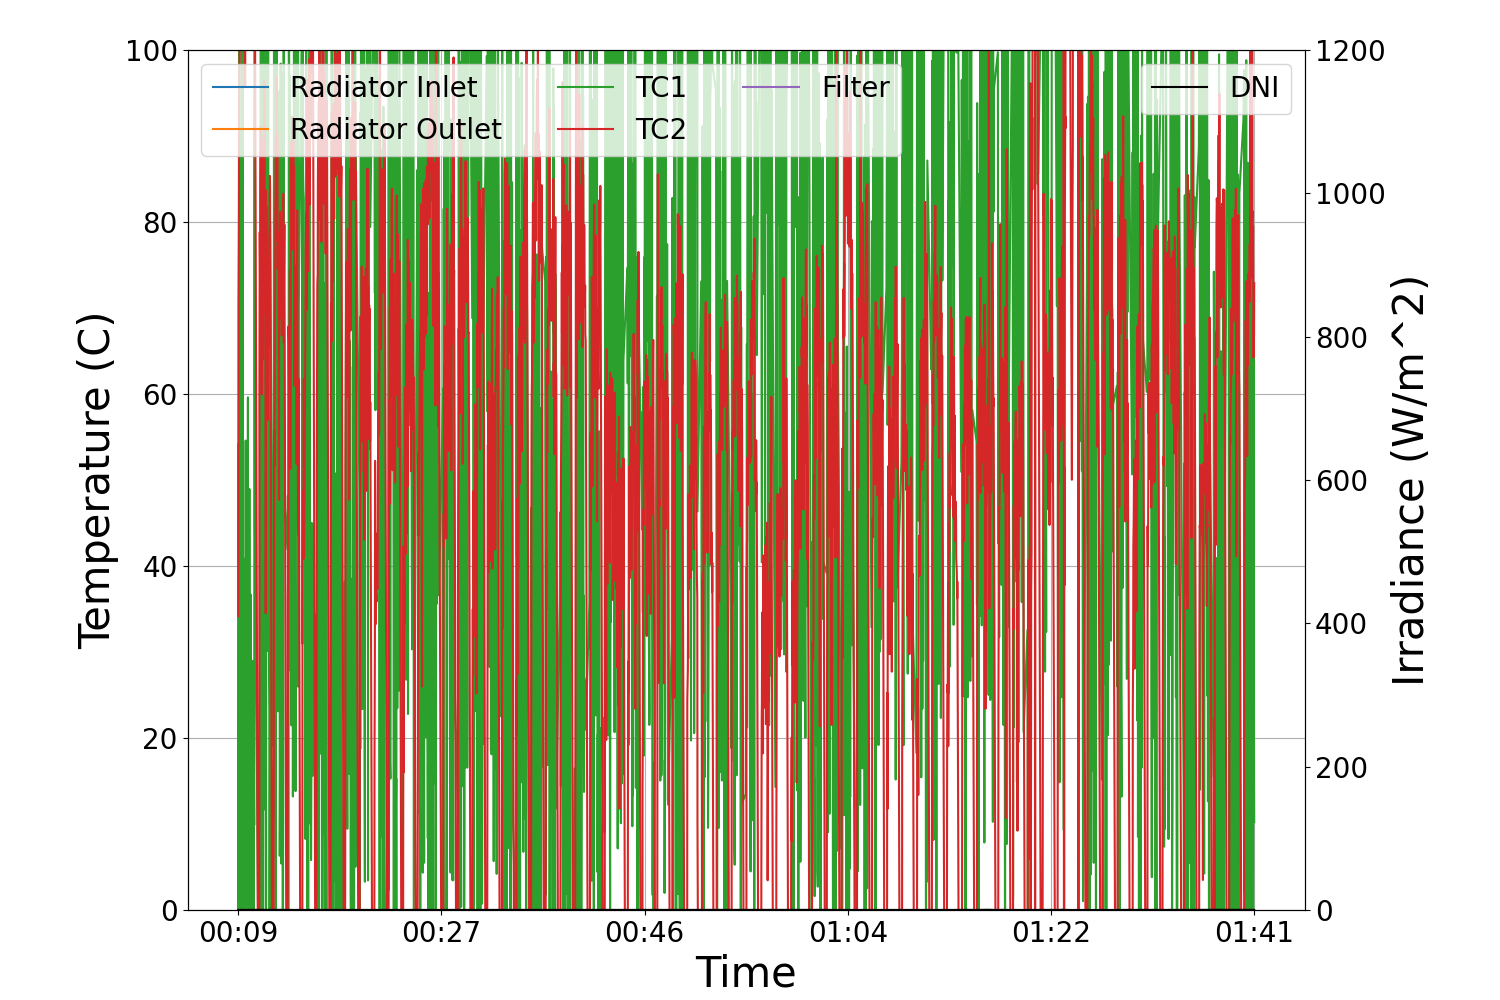 100
80
60
40
20
0
Temperature (C)
Radiator Inlet
Radiator Outlet
TC1
TC2
Filter
DNI
1200
1000
800
600
400
200
0
Irradiance (W/m^2)
00:09
00:27
00:46
01:04
01:22
01:41
Time